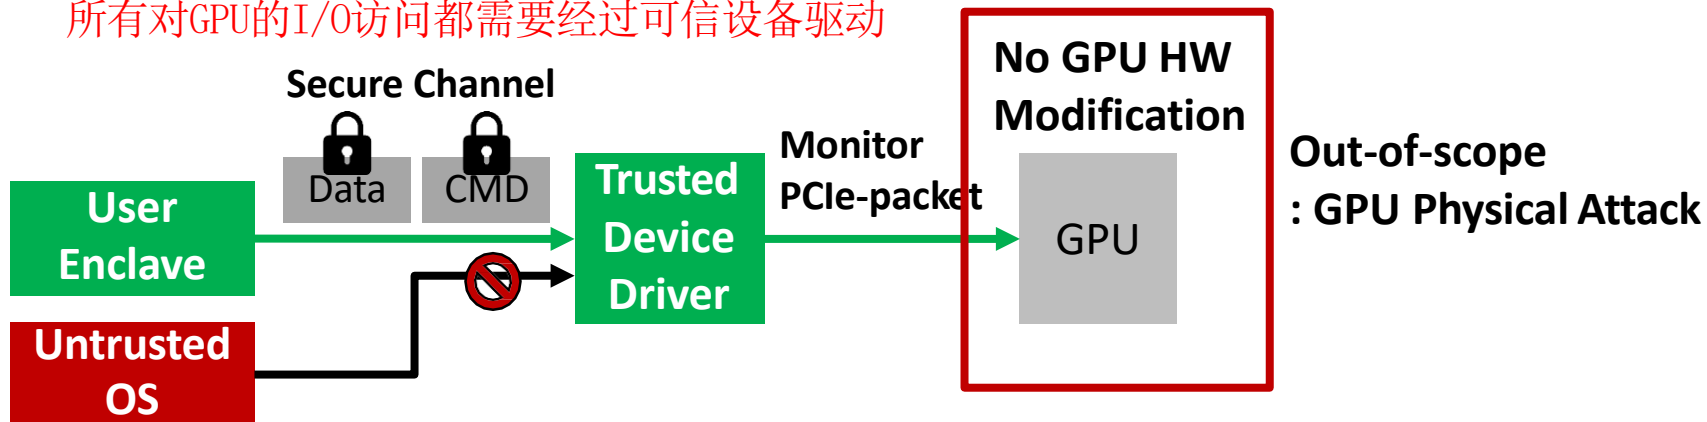 所有对GPU的I/O访问都需要经过可信设备驱动
Secure Channel
Data
CMD
User
Enclave
Untrusted
OS
Trusted
Device
Driver
Monitor
PCIe-packet
No GPU HW
Modification
GPU
Out-of-scope
: GPU Physical Attack